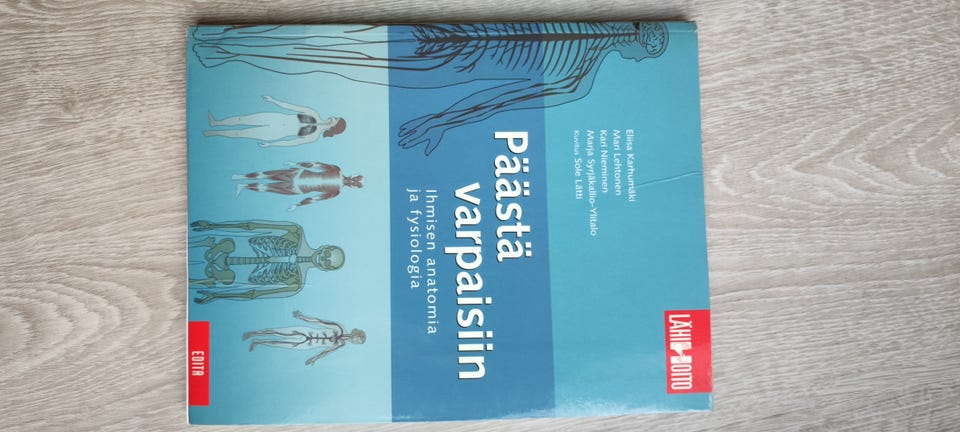 LÄHIHOITO
Eliisa Karhumäki
Mari Lehtonen
Kari Nieminen
Marja Syrjäkallio-Ylitalo
Kuvitus Sole Lätti
Päästä
varpaisiin
Ihmisen anatomia
ja fysiologia
EDITA